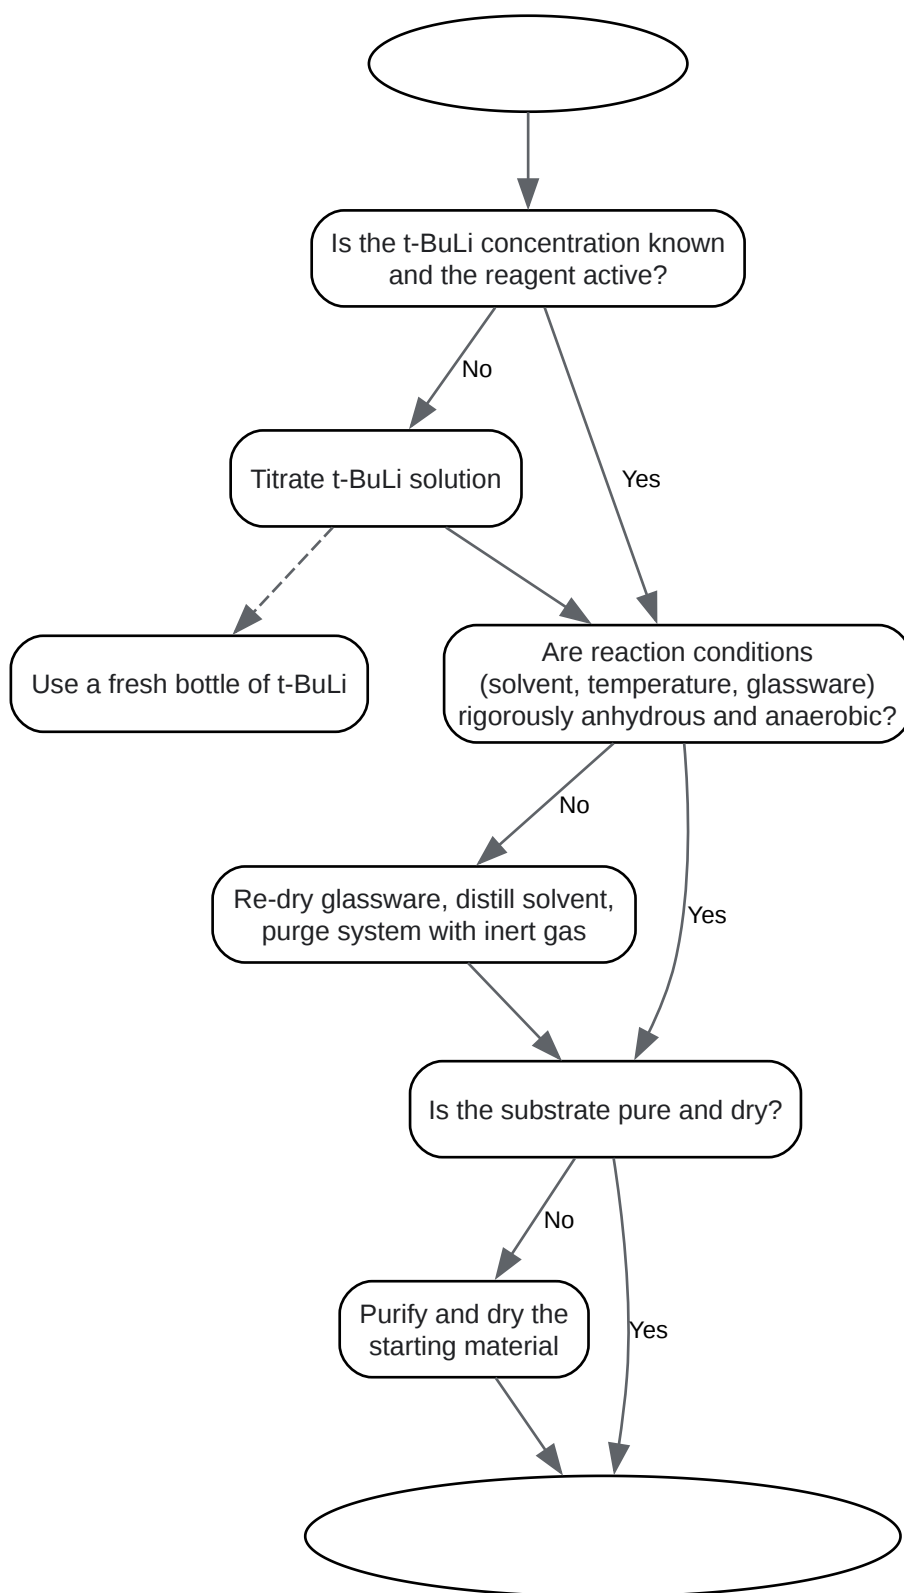 Is the t-BuLi concentration known
and the reagent active?
No
Titrate t-BuLi solution
Yes
Use a fresh bottle of t-BuLi
Are reaction conditions
(solvent, temperature, glassware)
rigorously anhydrous and anaerobic?
No
Re-dry glassware, distill solvent,
purge system with inert gas
Yes
Is the substrate pure and dry?
No
Purify and dry the
starting material
Yes